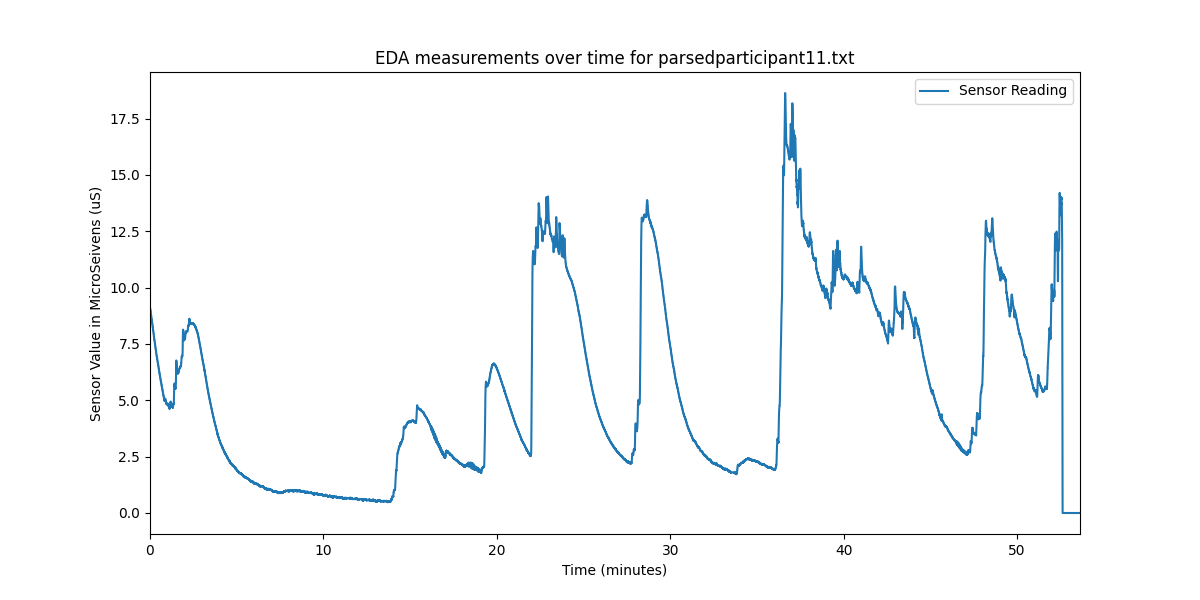 EDA measurements over time for parsedparticipant11.txt
Sensor Reading
Sensor Value in MicroSeivens (uS)
17.5
15.0
12.5
10.0
7.5
5.0
2.5
0.0
0 10 20 30 40 50
Time (minutes)